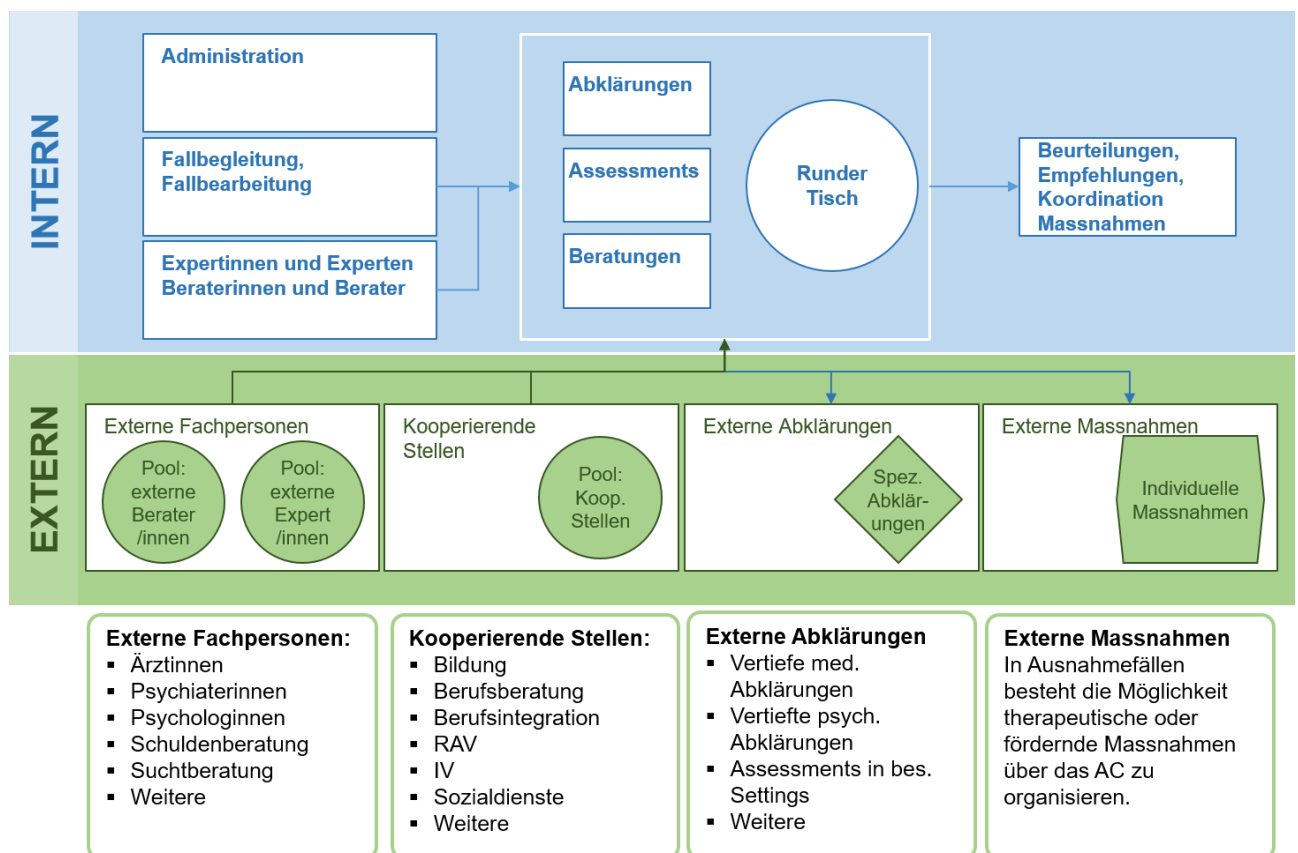 INTERN
Administration
Fallbegleitung,
Fallbearbeitung
Expertinnen und Experten
Beraterinnen und Berater
Abklärungen
Assessments
Beratungen
Runder
Tisch
Beurteilungen,
Empfehlungen,
Koordination
Massnahmen
EXTERN
Externe Fachpersonen
Pool:
externe
Berater
/innen
Pool:
externe
Expert
/innen
Kooperierende
Stellen
Pool:
Koop.
Stellen
Externe Abklärungen
Spez.
Abklär-
ungen
Externe Massnahmen
Individuelle
Massnahmen
Externe Fachpersonen:
▪ Ärztinnen
▪ Psychiaterinnen
▪ Psychologinnen
▪ Schuldenberatung
▪ Suchtberatung
▪ Weitere
Kooperierende Stellen:
▪ Bildung
▪ Berufsberatung
▪ Berufsintegration
▪ RAV
▪ IV
▪ Sozialdienste
▪ Weitere
Externe Abklärungen
▪ Vertiefe med.
Abklärungen
▪ Vertiefte psych.
Abklärungen
▪ Assessments in bes.
Settings
▪ Weitere
Externe Massnahmen
In Ausnahmefällen
besteht die Möglichkeit
therapeutische oder
fördernde Massnahmen
über das AC zu
organisieren.